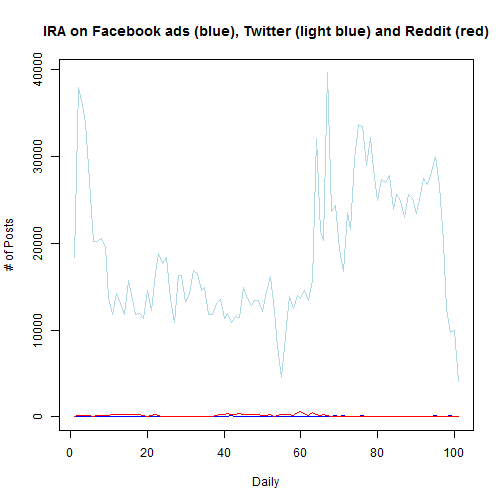 IRA on Facebook ads (blue), Twitter (light blue) and Reddit (red)
40000
30000
20000
10000
0
# of Posts
0 20 40 60 80 100
Daily